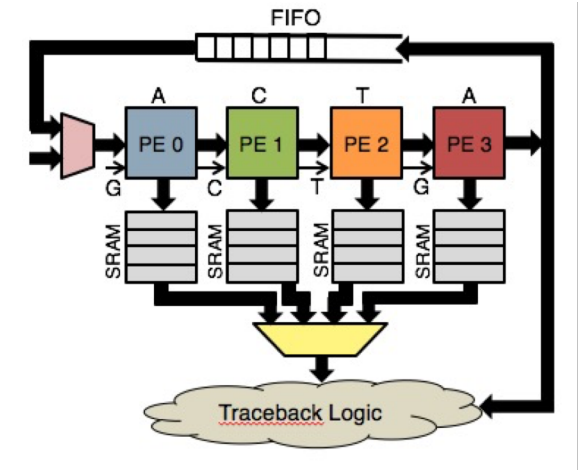 FIFO
A C T A
PE 0 PE 1 PE 2 PE 3
G C T G
SRAM SRAM SRAM SRAM
Traceback Logic